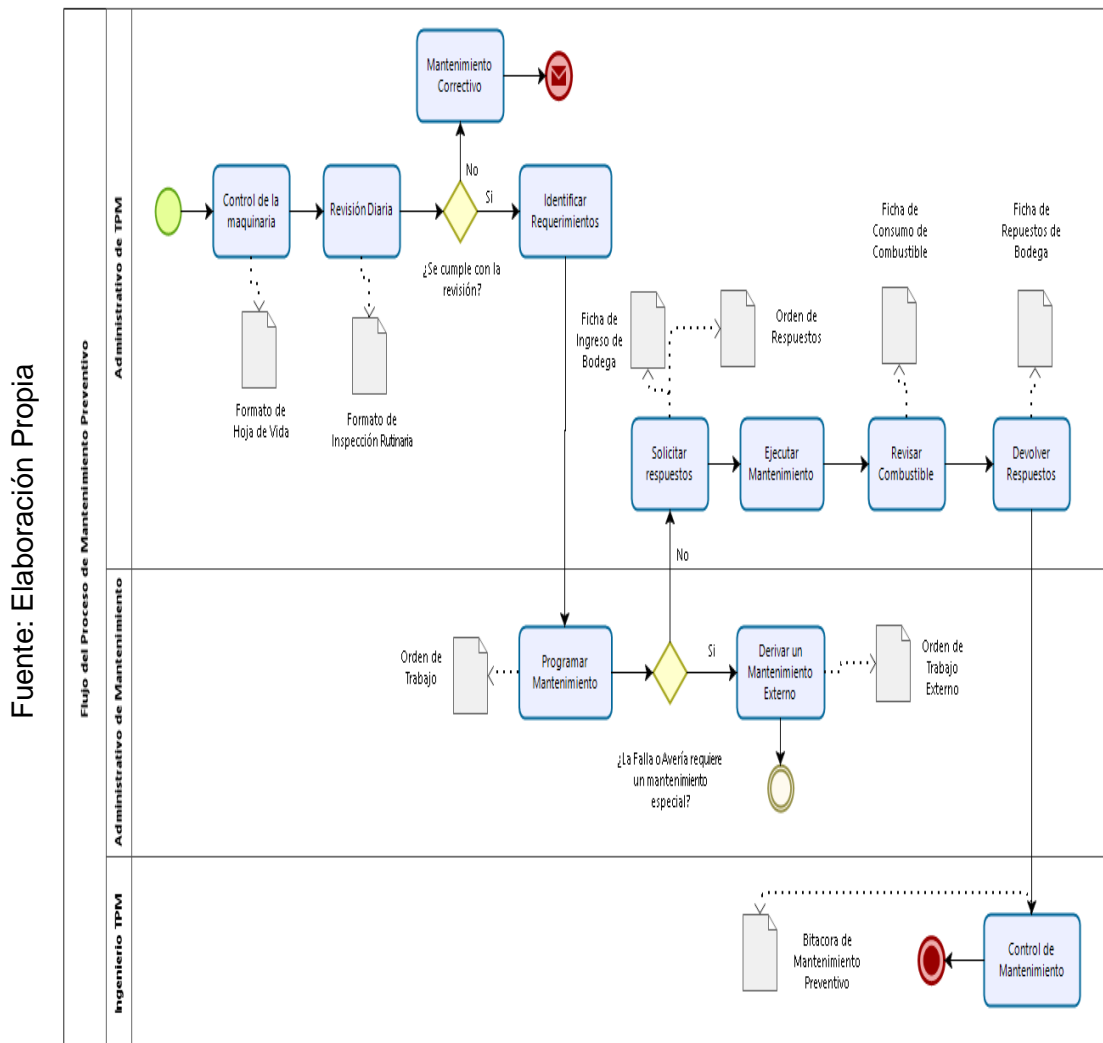 Fuente: Elaboración Propia
Flujo del Proceso de Mantenimiento Preventivo
Administrativo de TPM
Mantenimiento
Correctivo
No
Control de la
maquinaria
Revisión Diaria
Si
Identificar
Requerimientos
¿Se cumple con la
revisión?
Formato de
Hoja de Vida
Formato de
Inspección Rutinaria
Ficha de
Consumo de
Combustible
Ficha de
Repuestos de
Bodega
Ficha de
Ingreso de
Bodega
Orden de
Respuestos
Solicitar
respuestos
Ejecutar
Mantenimiento
Revisar
Combustible
Devolver
Respuestos
No
Administrativo de Mantenimiento
Orden de
Trabajo
Programar
Mantenimiento
Si
Derivar un
Mantenimiento
Externo
Orden de
Trabajo
Externo
¿La Falla o Avería requiere
un mantenimiento
especial?
Ingenierio TPM
Bitacora de
Mantenimiento
Preventivo
Control de
Mantenimiento